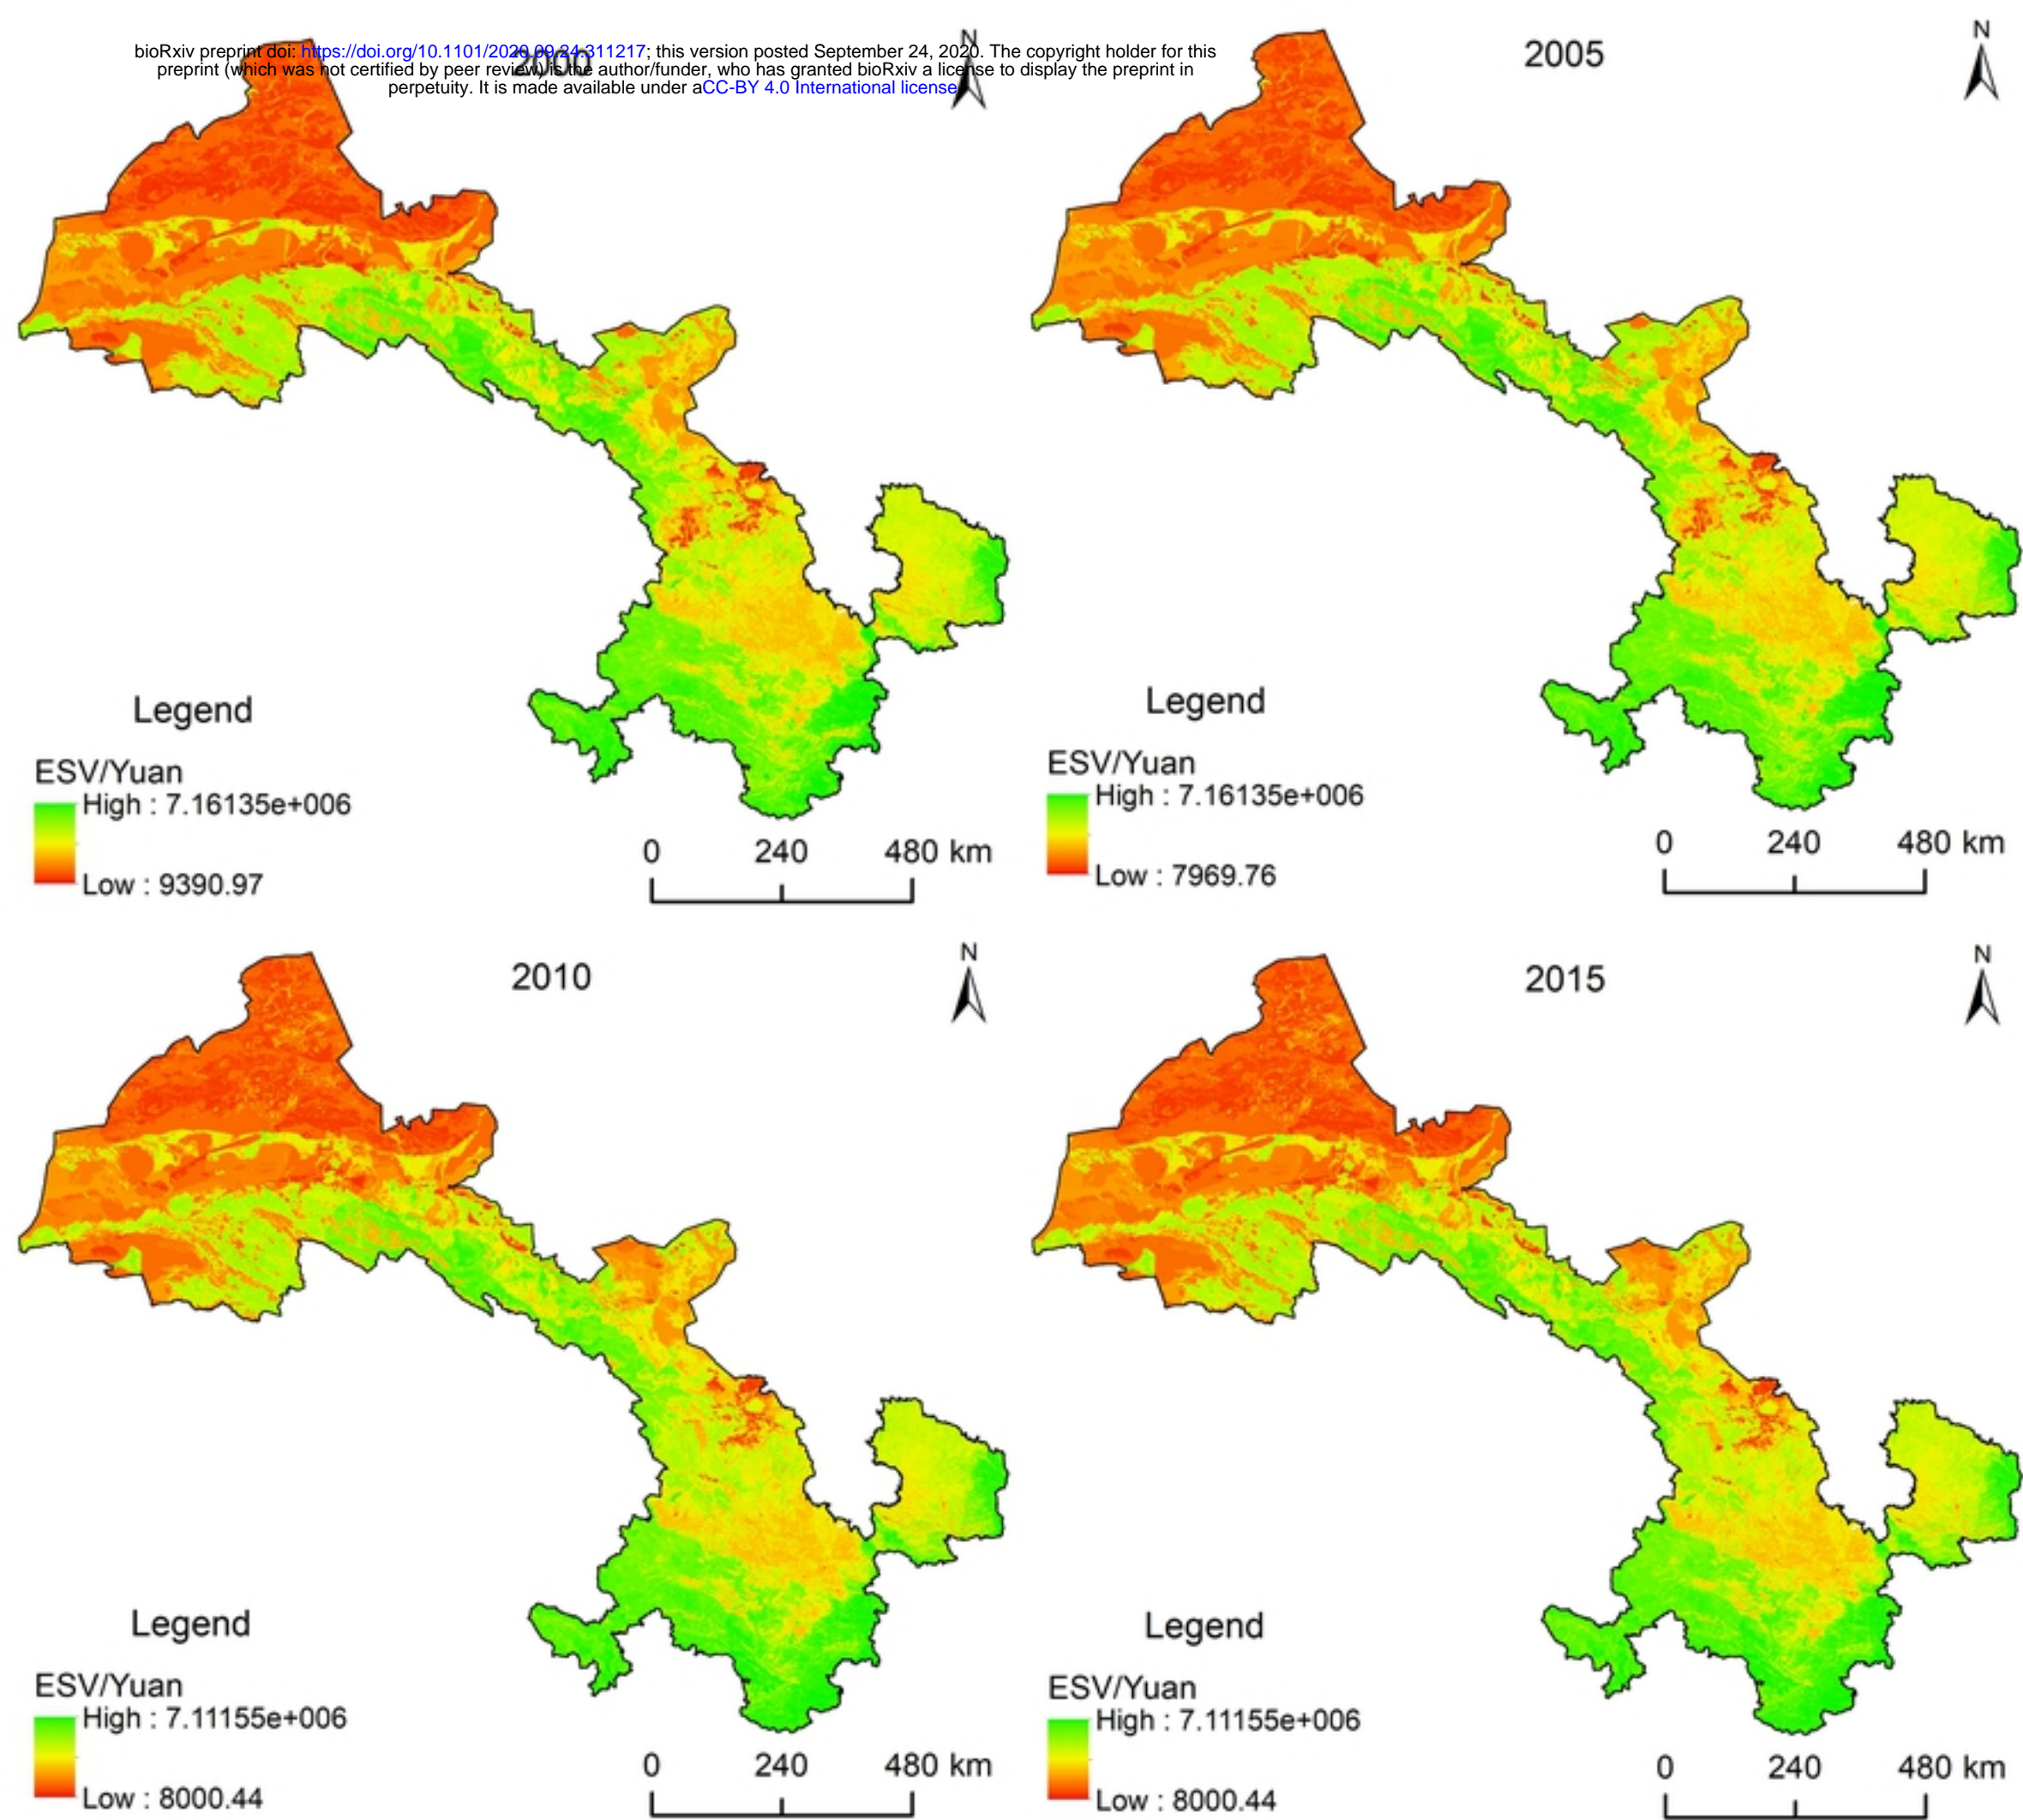 bioRxiv preprint doi: https://doi.org/10.1101/2020.09.24.311217; this version posted September 24, 2020. The copyright holder for this
preprint (which was not certified by peer review) is the author/funder, who has granted bioRxiv a license to display the preprint in
perpetuity. It is made available under aCC-BY 4.0 International license.
2000
N
Legend
ESV/Yuan
High : 7.16135e+006
Low : 9390.97
0 240 480 km
2005
N
Legend
ESV/Yuan
High : 7.16135e+006
Low : 7969.76
0 240 480 km
2010
N
Legend
ESV/Yuan
High : 7.11155e+006
Low : 8000.44
0 240 480 km
2015
N
Legend
ESV/Yuan
High : 7.11155e+006
Low : 8000.44
0 240 480 km